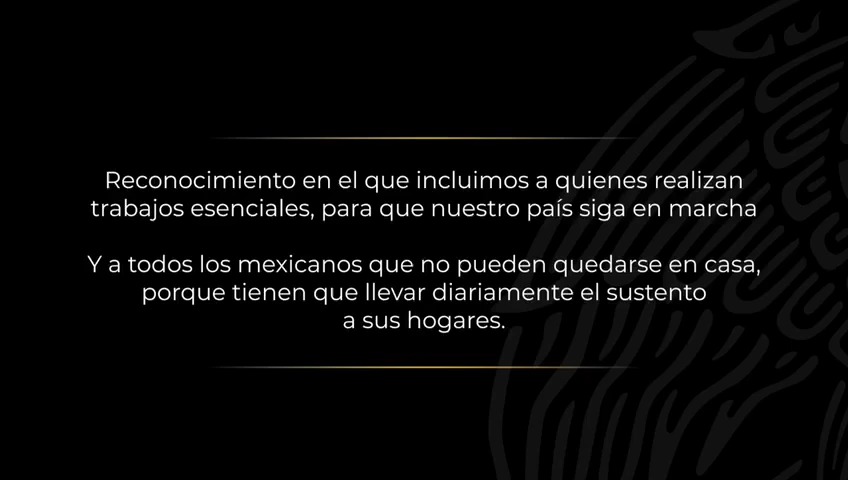 Reconocimiento en el que incluimos a quienes realizan
trabajos esenciales, para que nuestro país siga en marcha
Y a todos los mexicanos que no pueden quedarse en casa,
porque tienen que llevar diariamente el sustento
a sus hogares.